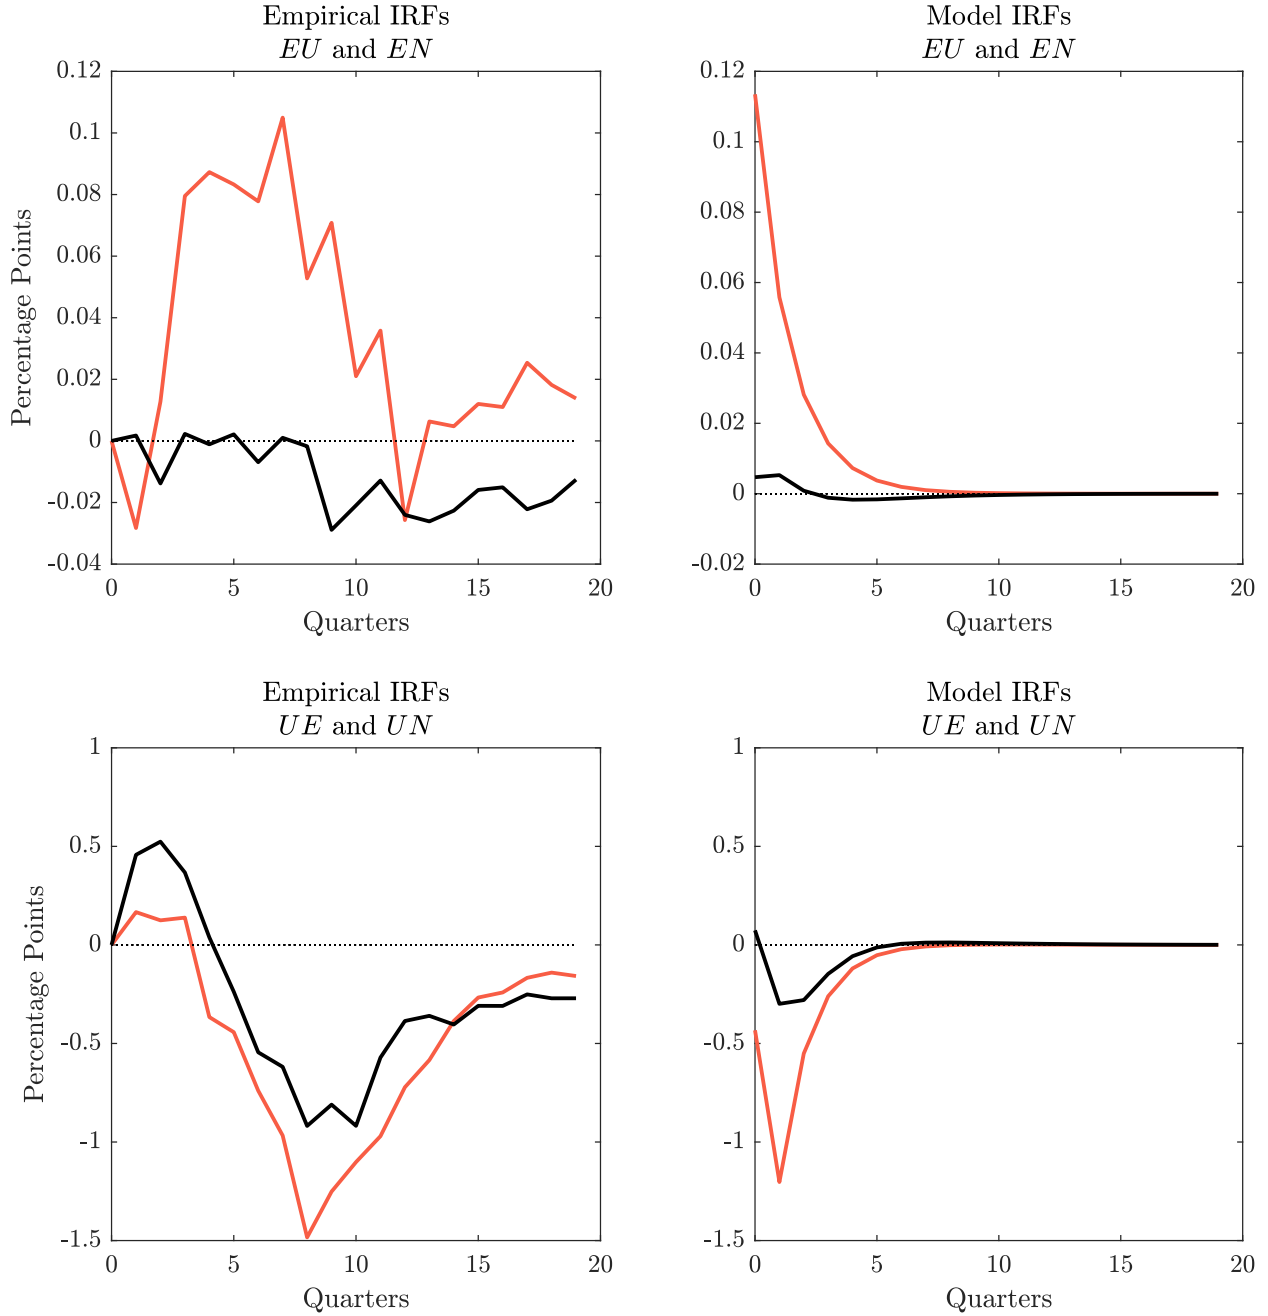 Empirical IRFs
EU and EN
0.12
0.1
0.08
0.06
0.04
0.02
0
-0.02
-0.04
Percentage Points
0 5 10 15 20
Quarters
Model IRFs
EU and EN
0.12
0.1
0.08
0.06
0.04
0.02
0
-0.02
0 5 10 15 20
Quarters
Empirical IRFs
UE and UN
1
0.5
0
-0.5
-1
-1.5
Percentage Points
0 5 10 15 20
Quarters
Model IRFs
UE and UN
1
0.5
0
-0.5
-1
-1.5
0 5 10 15 20
Quarters